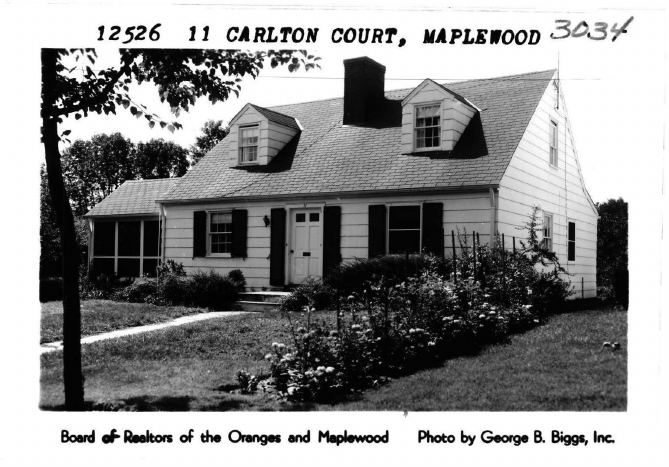 12526 11 CARLTON COURT, MAPLEWOOD 3034
Board of Realtors of the Oranges and Maplewood Photo by George B. Biggs, Inc.